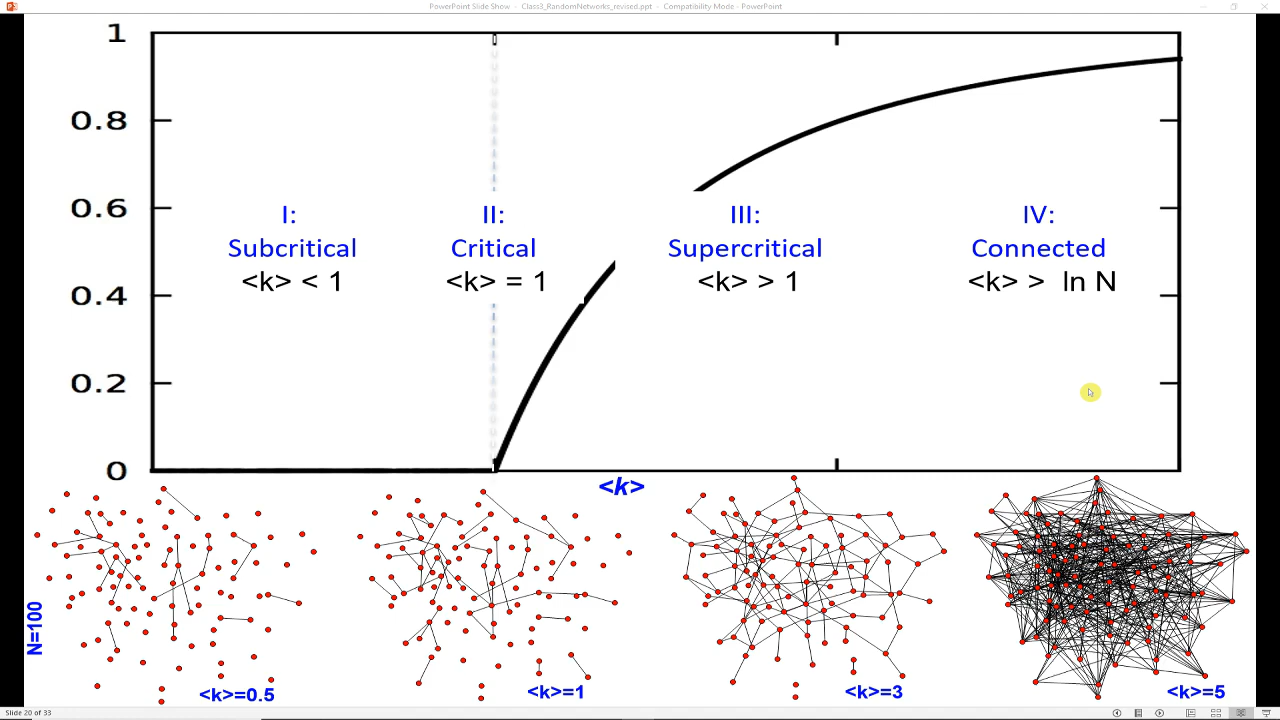 PowerPoint Slide Show - Class3_RandomNetworks_revised.ppt - Compatibility Mode - PowerPoint
1
0.8
0.6
0.4
0.2
0
I:
Subcritical
<k> < 1
II:
Critical
<k> = 1
III:
Supercritical
<k> > 1
IV:
Connected
<k> > ln N
<k>
N=100
<k>=0.5
<k>=1
<k>=3
<k>=5
Slide 20 of 33